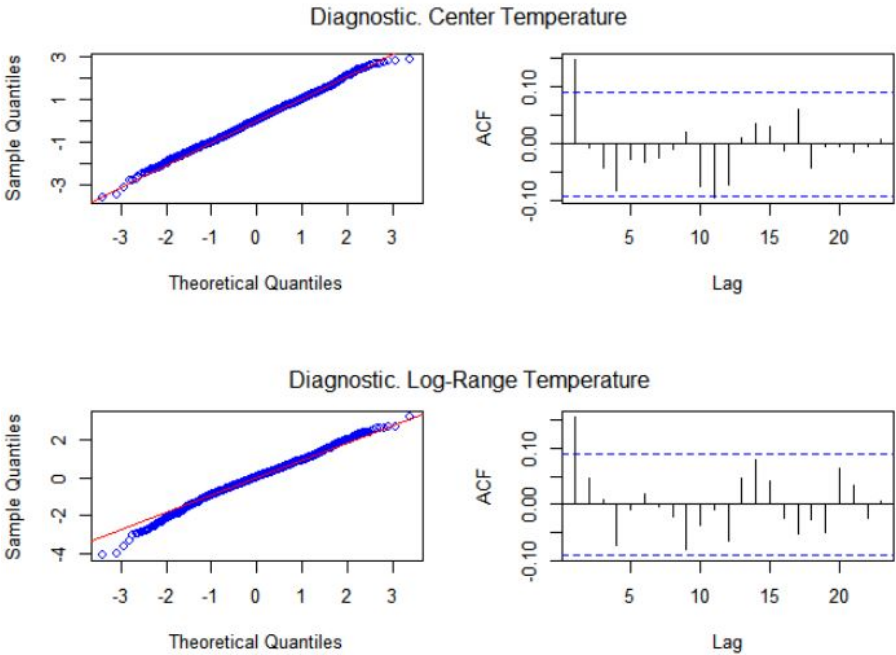 Diagnostic. Center Temperature
Sample Quantiles
3
1
-1
-3
-3 -2 -1 0 1 2 3
Theoretical Quantiles
ACF
0.10
0.00
-0.10
5 10 15 20
Lag
Diagnostic. Log-Range Temperature
Sample Quantiles
2
0
-2
-4
-3 -2 -1 0 1 2 3
Theoretical Quantiles
ACF
0.10
0.00
-0.10
5 10 15 20
Lag